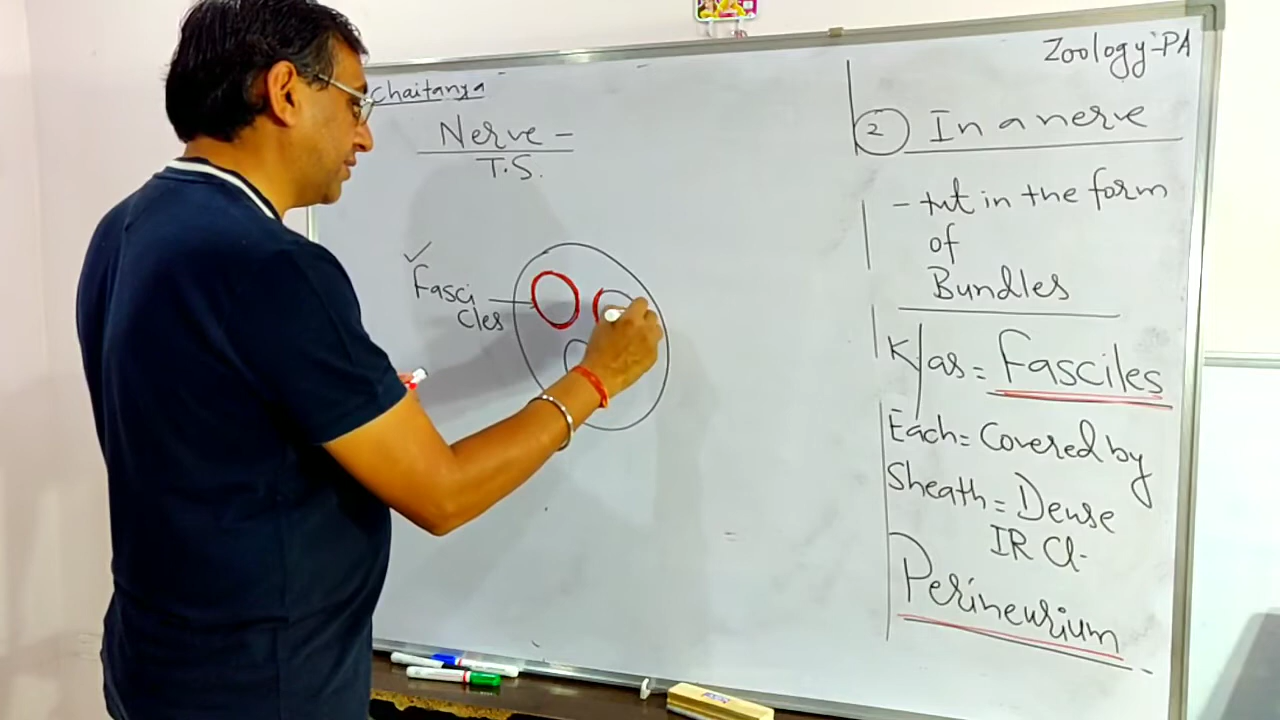 chaitanya
Nerve -
T.S.
✓
Fasci
cles
Zoology-PA
2 In a nerve
- in the form
of
Bundles
K/as = Fasciles
Each = Covered by
Sheath = Dense
IR Ct.
Perineurium